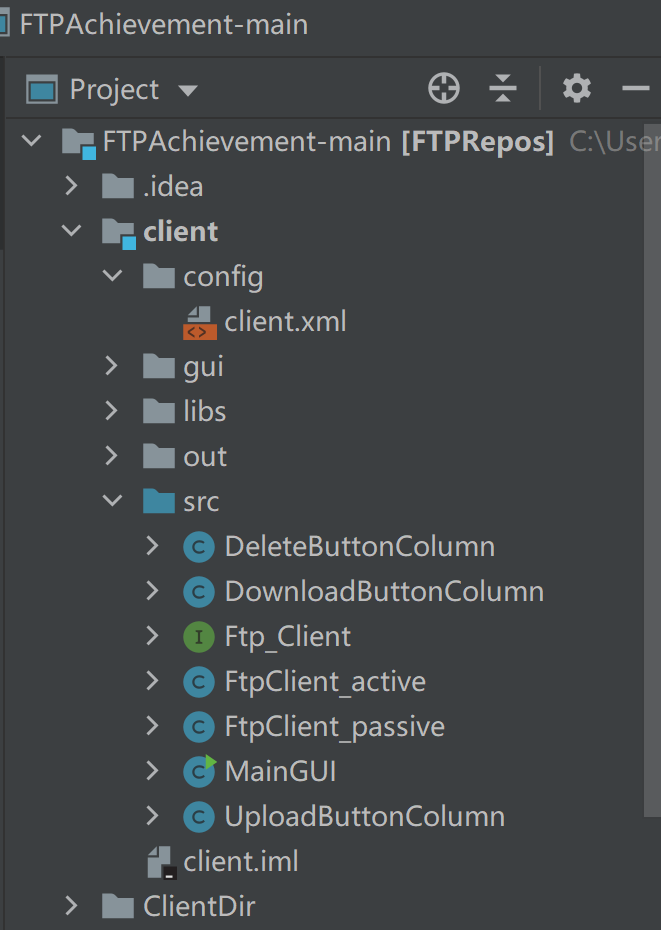 FTPAchievement-main
Project
FTPAchievement-main [FTPRepos] C:\User
.idea
client
config
client.xml
gui
libs
out
src
DeleteButtonColumn
DownloadButtonColumn
Ftp_Client
FtpClient_active
FtpClient_passive
MainGUI
UploadButtonColumn
client.iml
ClientDir